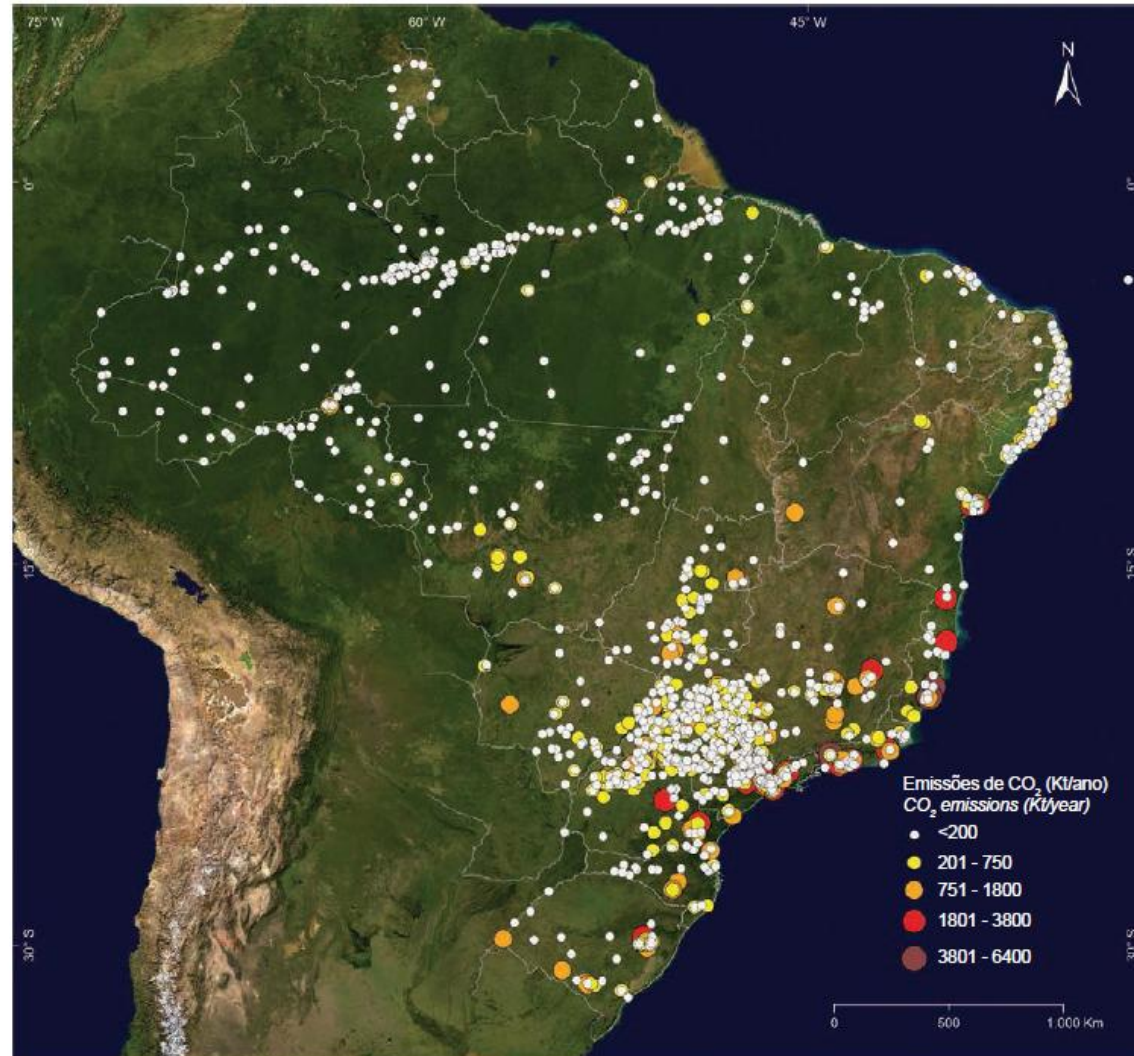 75° W
60° W
45° W
N
0°
0°
15° S
15° S
Emissões de CO₂ (Kt/ano)
CO₂ emissions (Kt/year)
<200
201 - 750
751 - 1800
1801 - 3800
3801 - 6400
30° S
30° S
0 500 1.000 Km